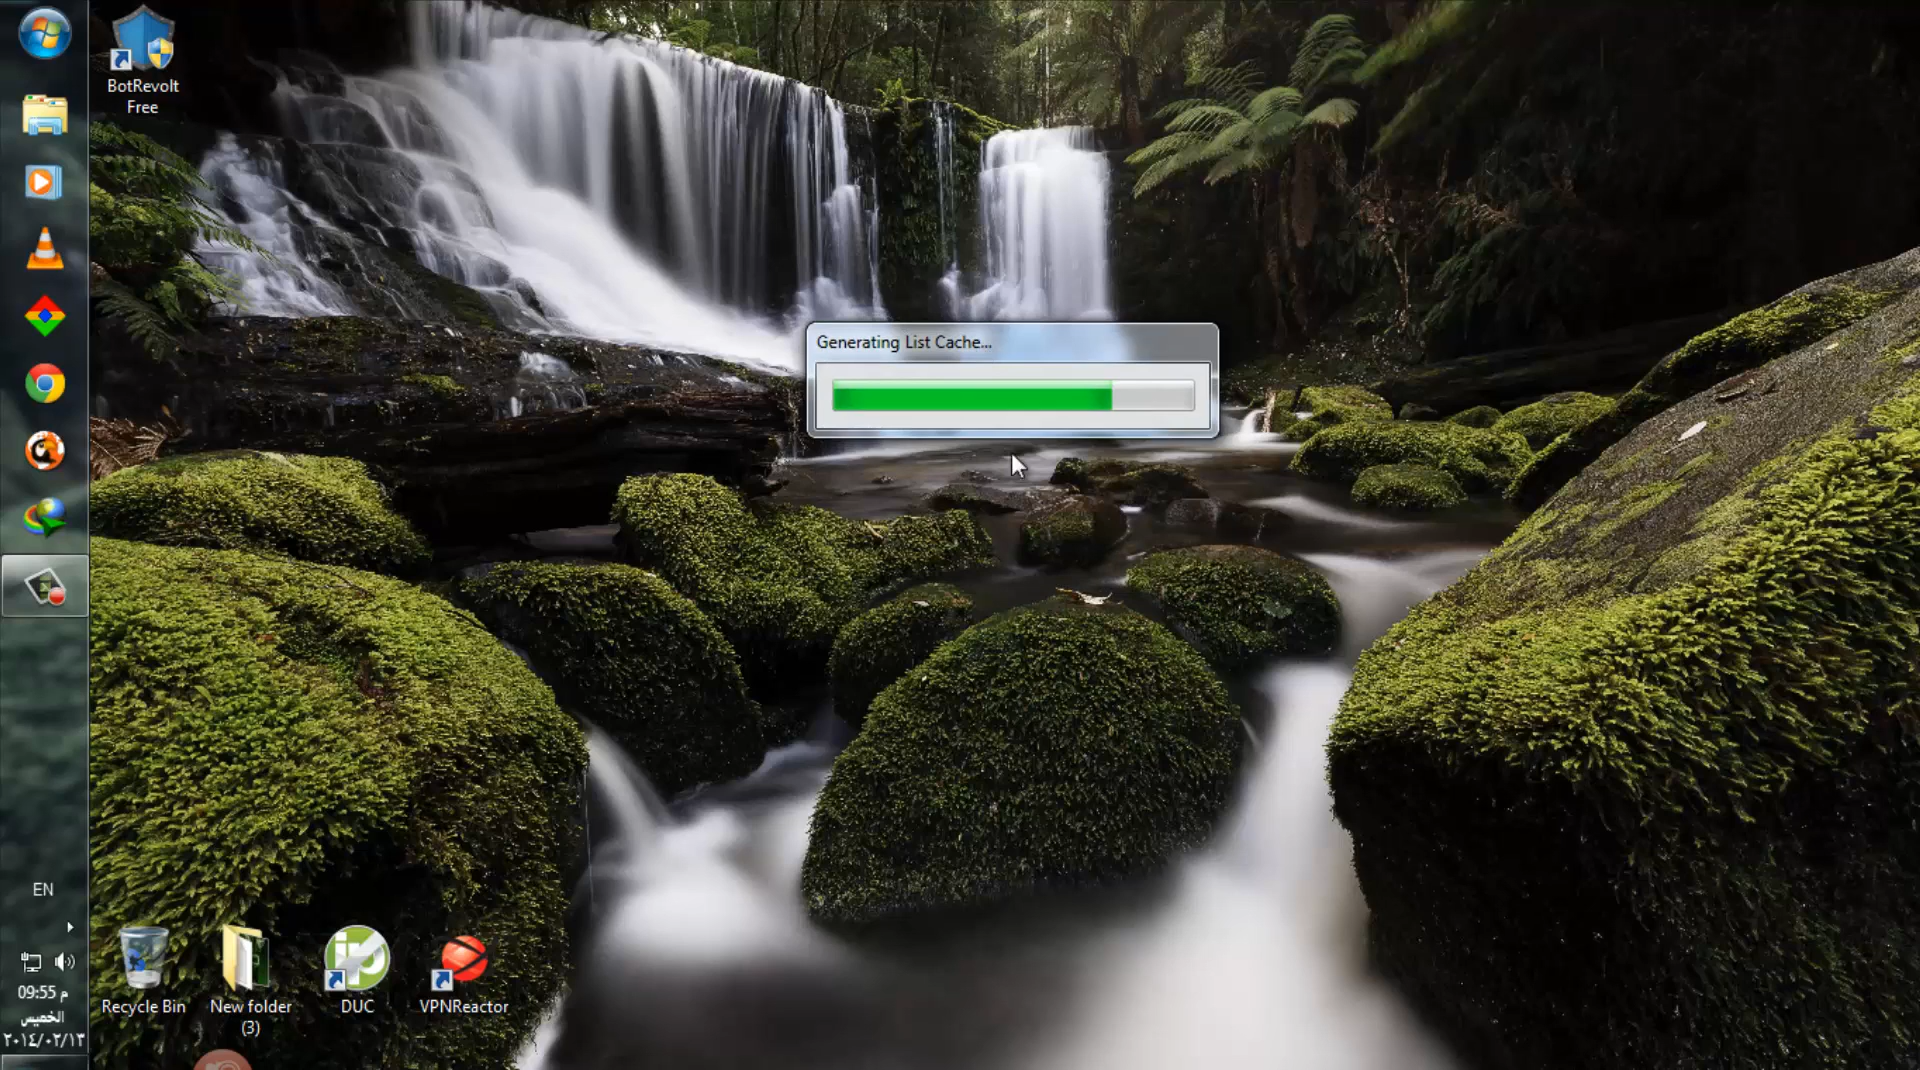 BotRevolt
Free
Generating List Cache...
EN
09:55 م
الخميس
٢٠١٤/٠٢/١٣
Recycle Bin
New folder
(3)
DUC
VPNReactor
ip